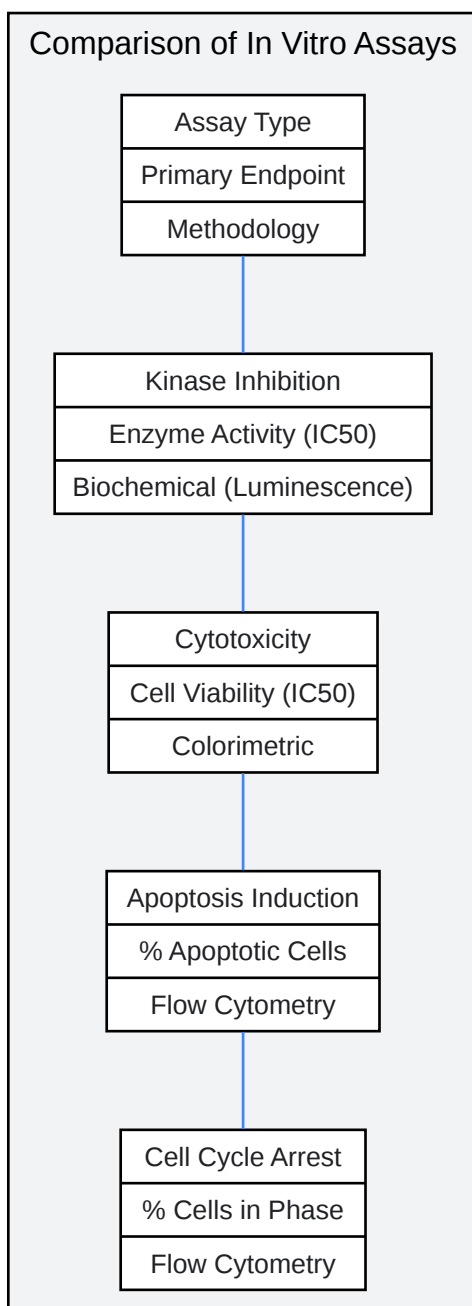 Comparison of In Vitro Assays
Assay Type
Primary Endpoint
Methodology
Kinase Inhibition
Enzyme Activity (IC50)
Biochemical (Luminescence)
Cytotoxicity
Cell Viability (IC50)
Colorimetric
Apoptosis Induction
% Apoptotic Cells
Flow Cytometry
Cell Cycle Arrest
% Cells in Phase
Flow Cytometry